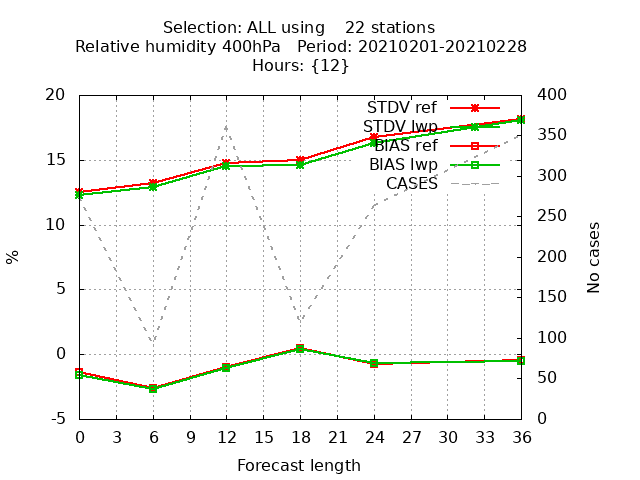 Selection: ALL using    22 stations
Relative humidity 400hPa   Period: 20210201-20210228
Hours: {12}
20
15
10
5
0
-5
%
400
350
300
250
200
150
100
50
0
No cases
STDV ref
STDV lwp
BIAS ref
BIAS lwp
CASES
0 3 6 9 12 15 18 21 24 27 30 33 36
Forecast length